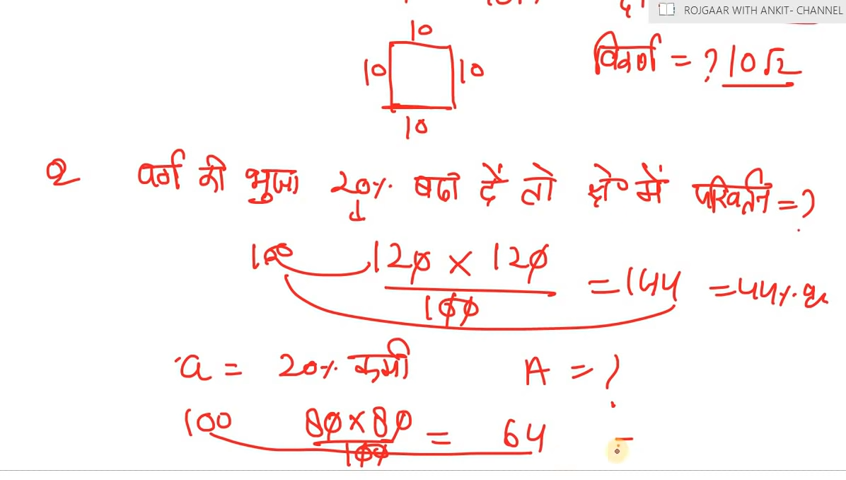 ROJGAAR WITH ANKIT- CHANNEL
10
10 10
10
विकर्ण = ? 10√2
Q वर्ग की भुजा 20% बढा दें तो क्षे० में परिवर्तन = ?
100 120 × 120 / 100 = 144 = 44%
a = 20% कमी A = ?
100 80 × 80 / 100 = 64